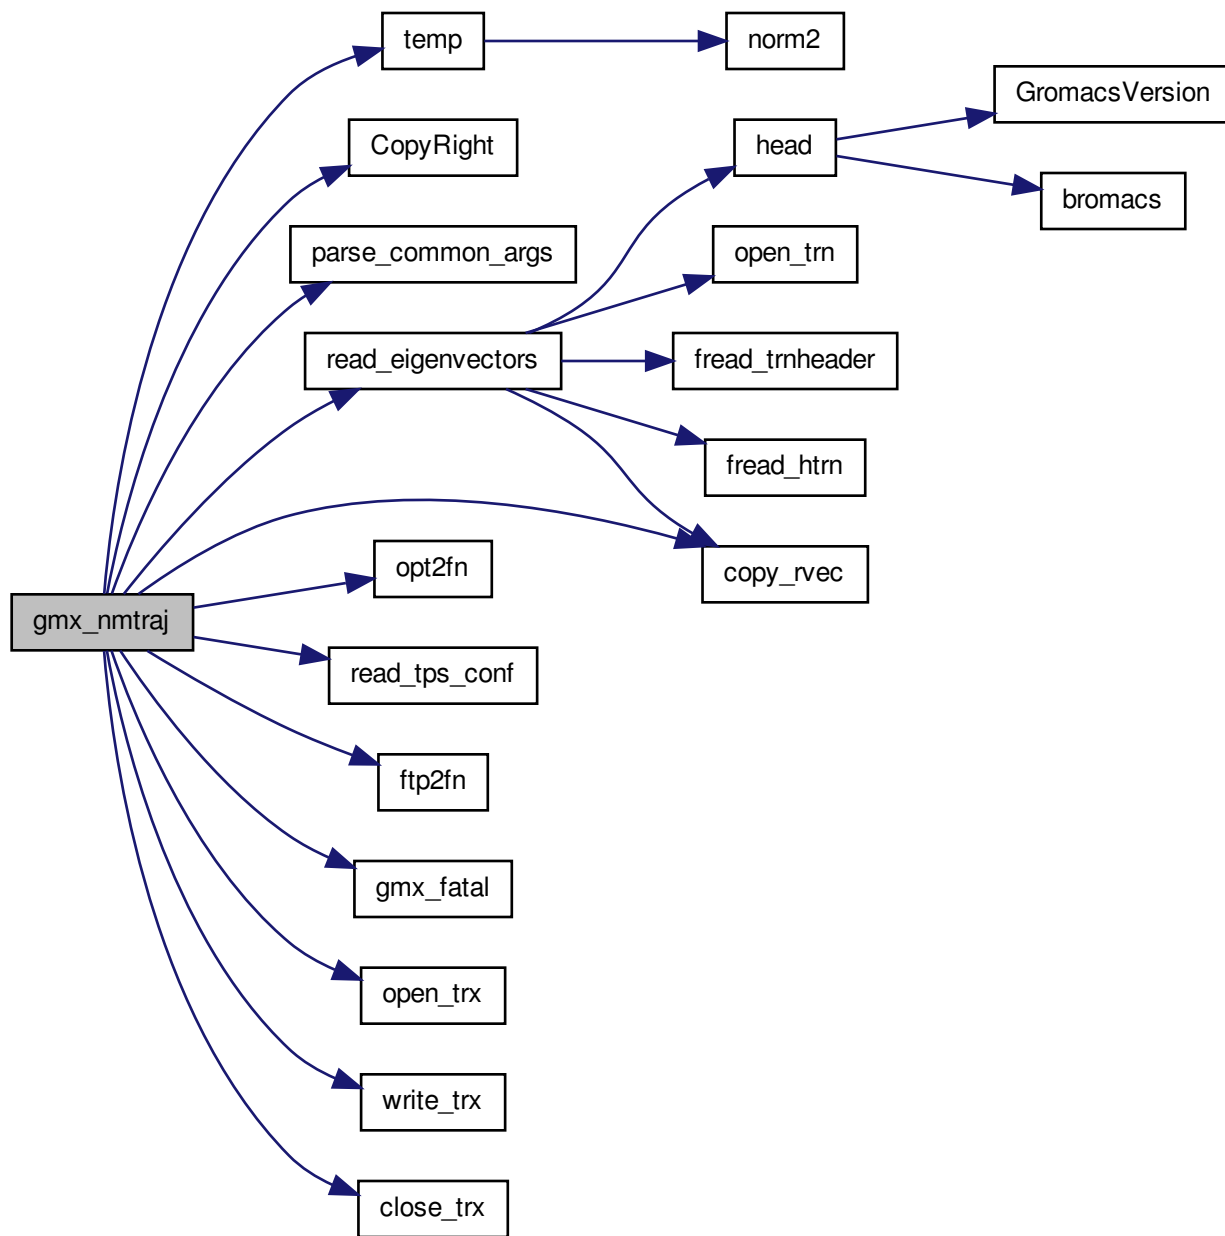 temp
norm2
GromacsVersion
CopyRight
head
bromacs
parse_common_args
open_trn
read_eigenvectors
fread_trnheader
fread_htrn
opt2fn
copy_rvec
gmx_nmtraj
read_tps_conf
ftp2fn
gmx_fatal
open_trx
write_trx
close_trx